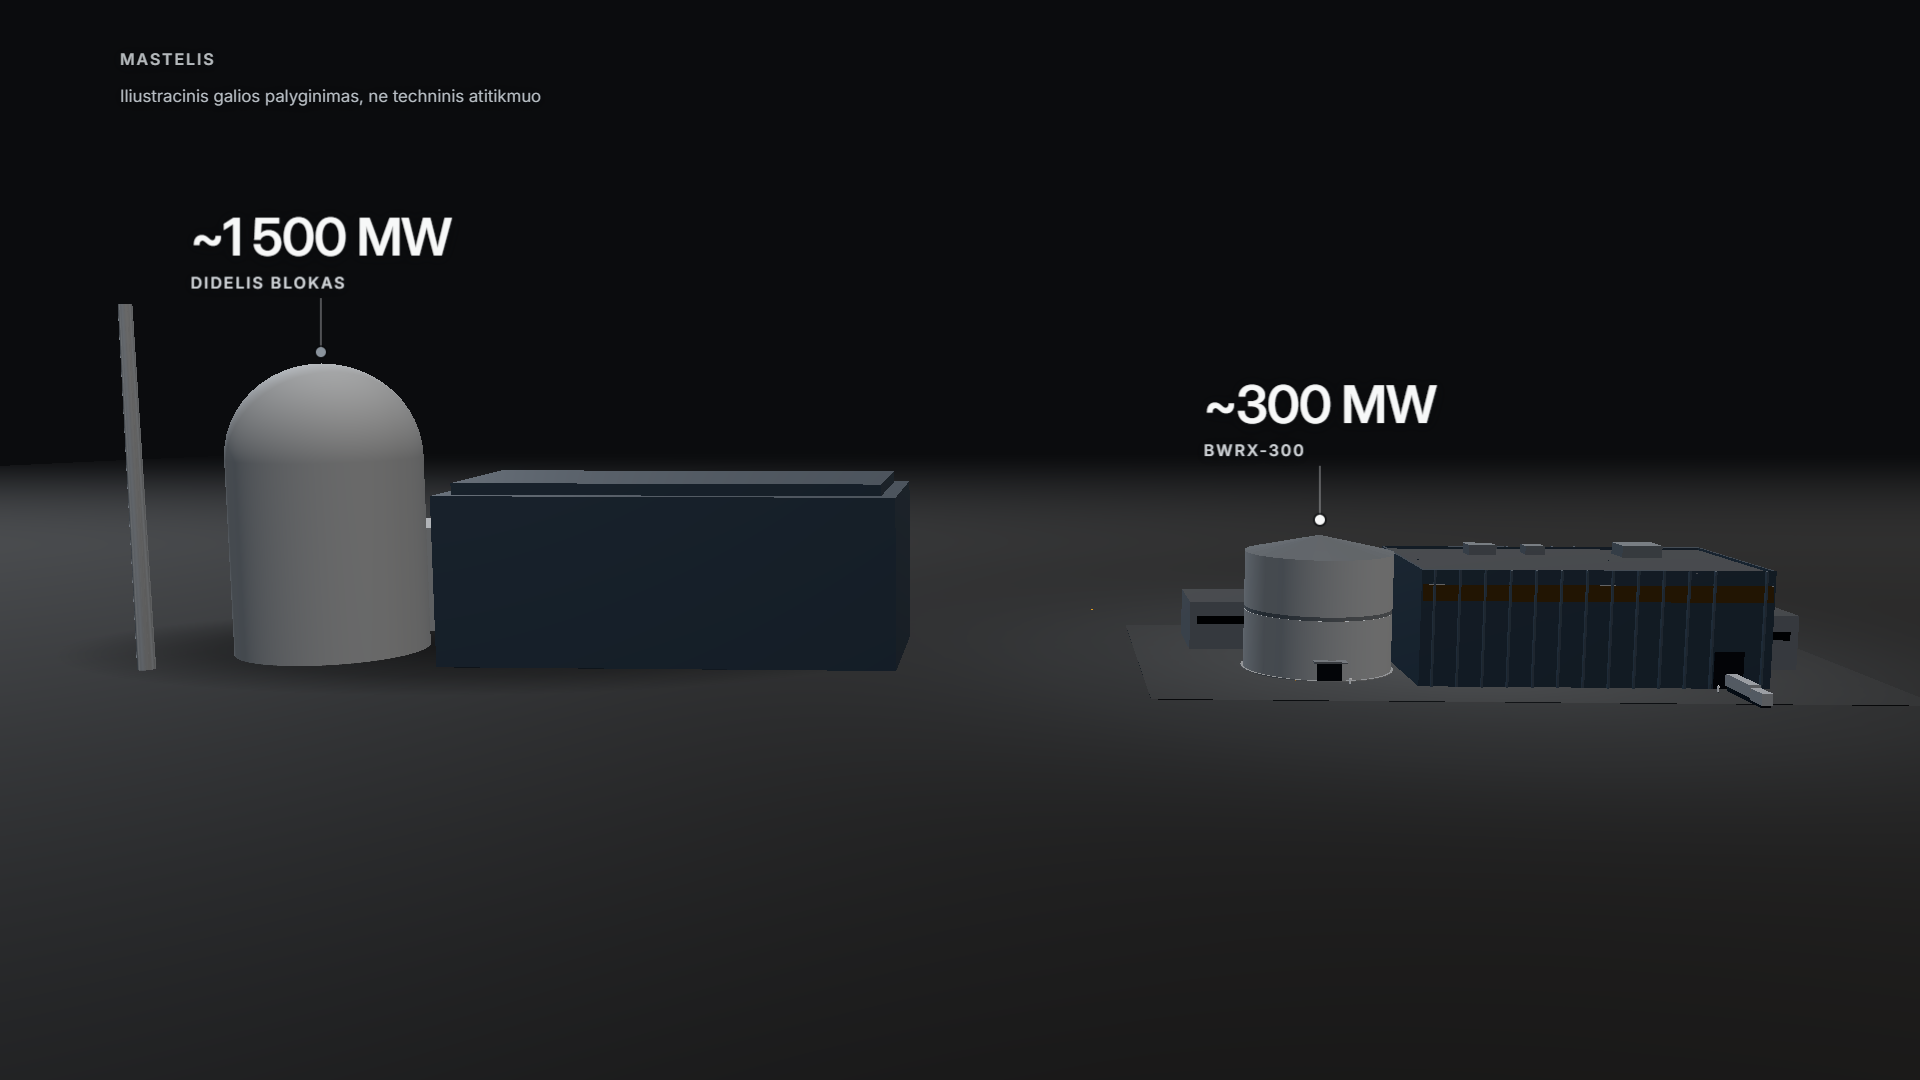 MASTELIS
Iliustracinis galios palyginimas, ne techninis atitikmuo
~1 500 MW
DIDELIS BLOKAS
~300 MW
BWRX-300